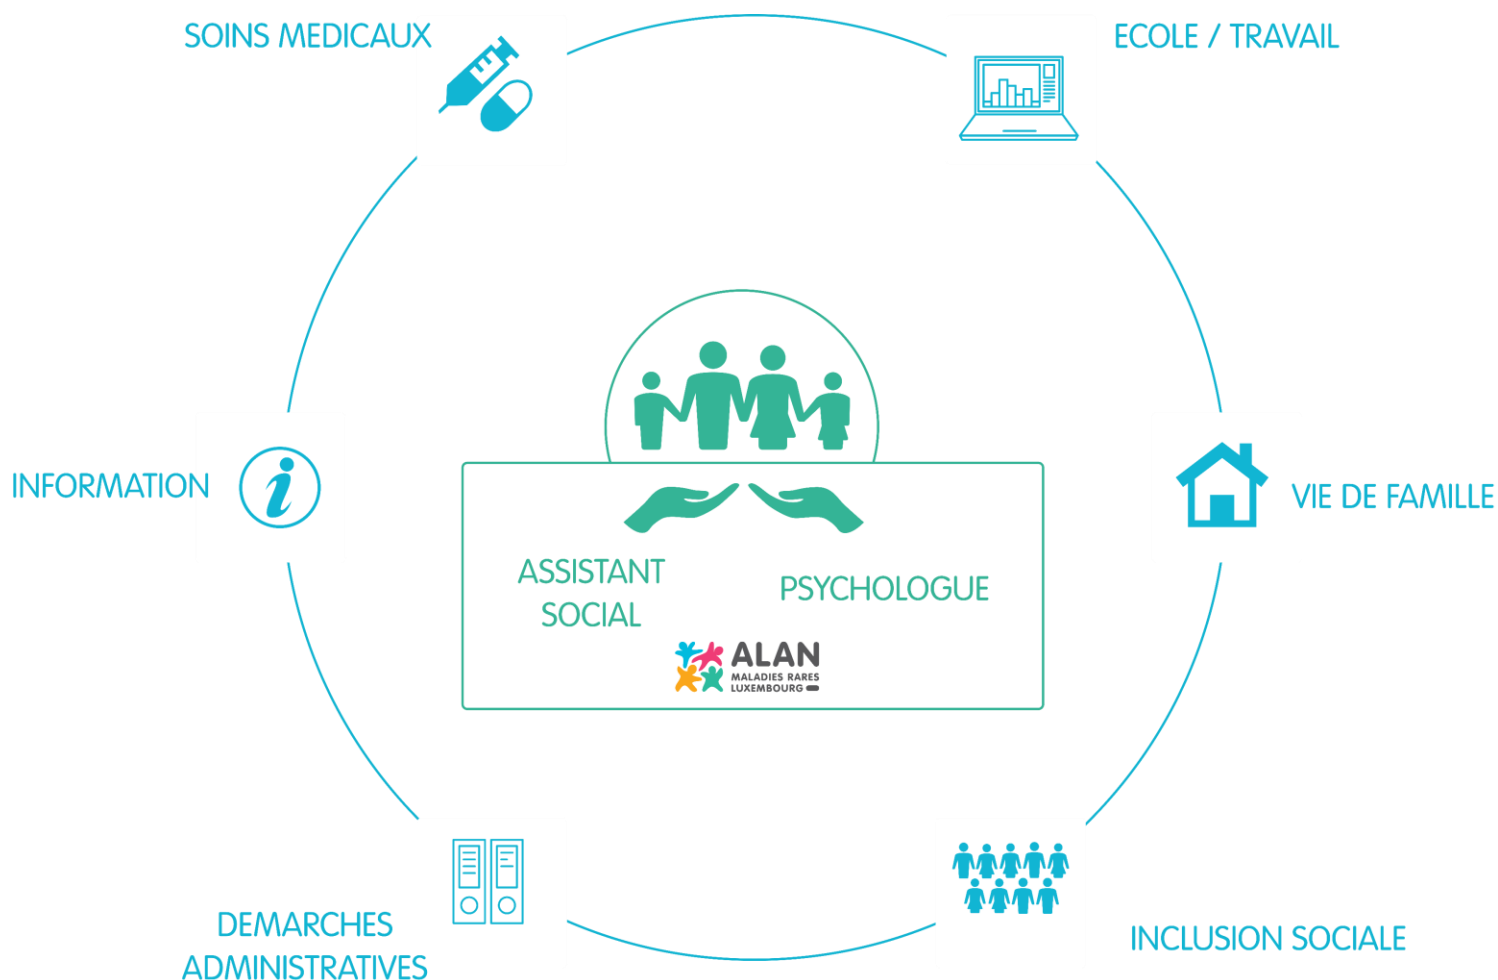 SOINS MEDICAUX
ECOLE / TRAVAIL
INFORMATION
VIE DE FAMILLE
ASSISTANT
SOCIAL
PSYCHOLOGUE
ALAN
MALADIES RARES
LUXEMBOURG
DEMARCHES
ADMINISTRATIVES
INCLUSION SOCIALE